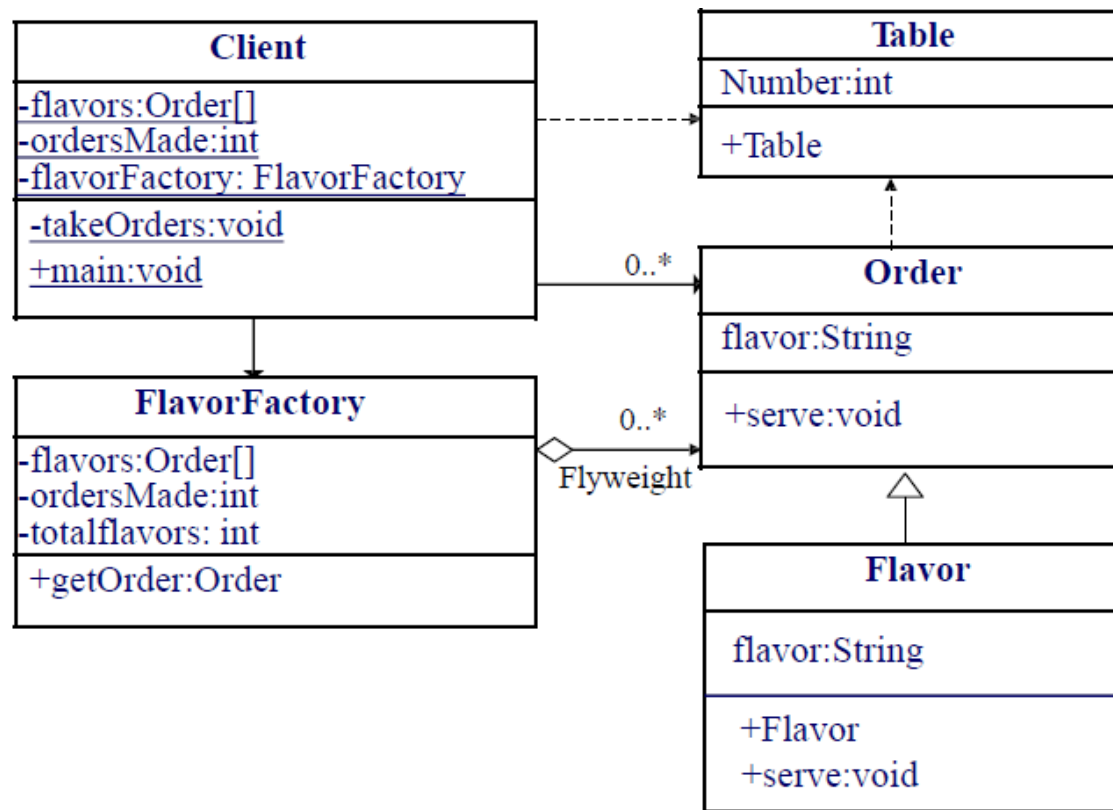 Client
-flavors:Order[]
-ordersMade:int
-flavorFactory: FlavorFactory
-takeOrders:void
+main:void
Table
Number:int
+Table
0..*
Order
flavor:String
+serve:void
FlavorFactory
-flavors:Order[]
-ordersMade:int
-totalflavors: int
+getOrder:Order
0..*
Flyweight
Flavor
flavor:String
+Flavor
+serve:void